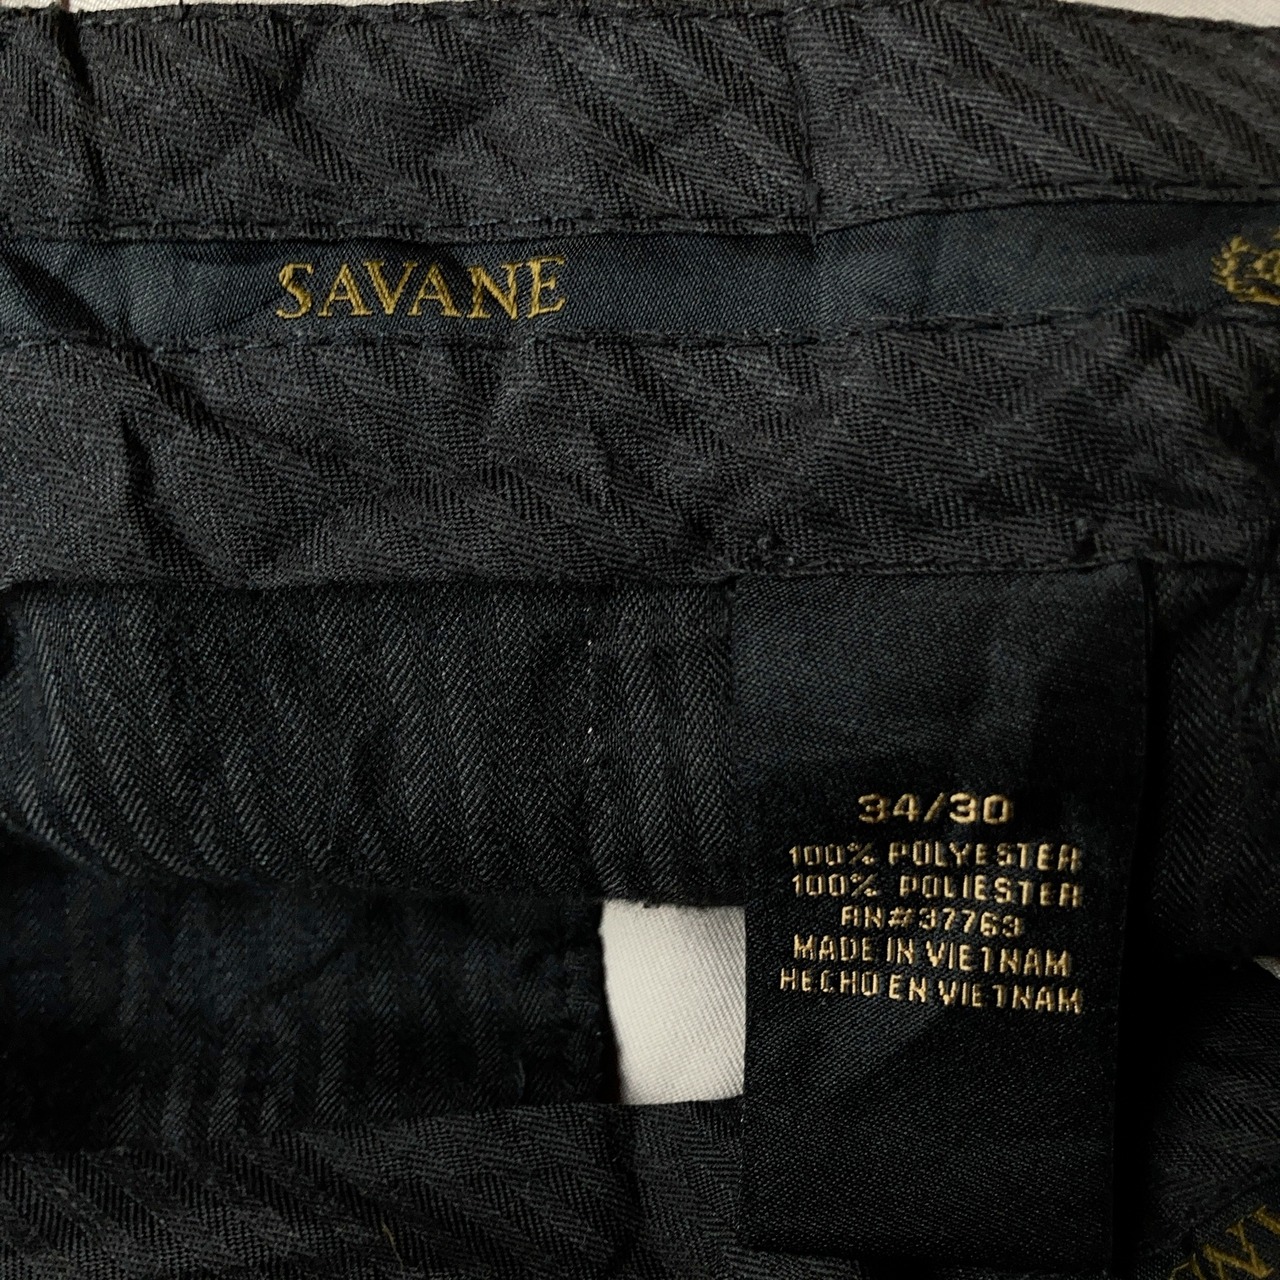 SAVANE
34/30
100% POLYESTER
100% POLIESTER
RN#37763
MADE IN VIETNAM
HECHO EN VIETNAM